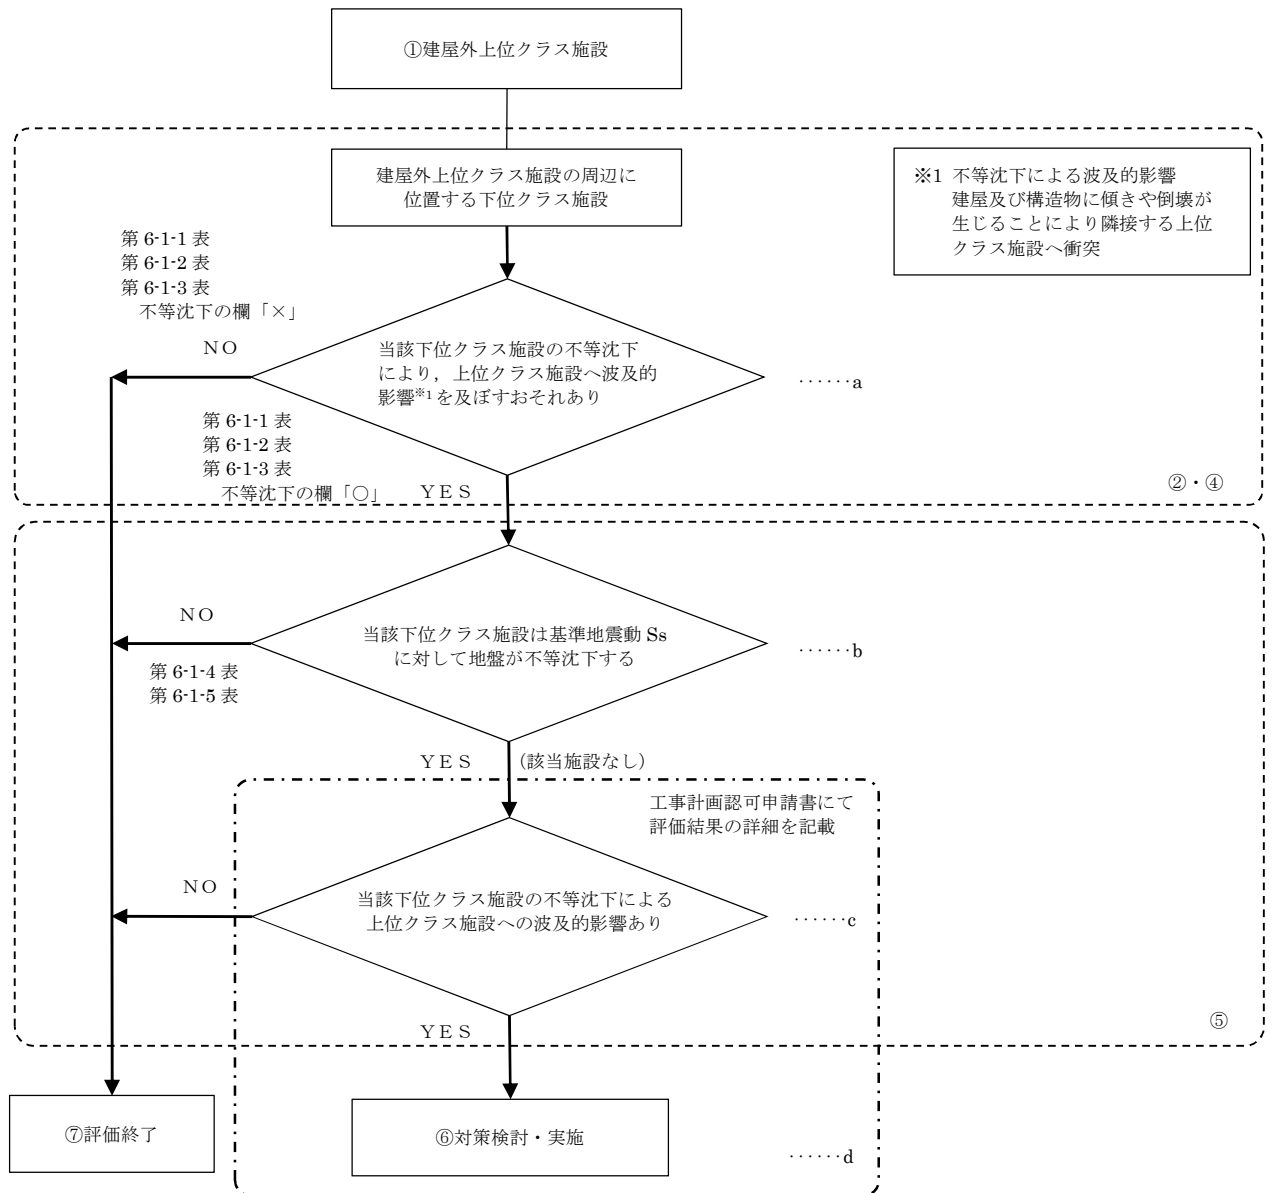 ①建屋外上位クラス施設
建屋外上位クラス施設の周辺に
位置する下位クラス施設
※1 不等沈下による波及的影響
建屋及び構造物に傾きや倒壊が
生じることにより隣接する上位
クラス施設へ衝突
第 6-1-1 表
第 6-1-2 表
第 6-1-3 表
不等沈下の欄「×」
NO
当該下位クラス施設の不等沈下
により，上位クラス施設へ波及的
影響※1を及ぼすおそれあり
‥‥‥a
第 6-1-1 表
第 6-1-2 表
第 6-1-3 表
不等沈下の欄「○」
YES
②・④
NO
当該下位クラス施設は基準地震動 Ss
に対して地盤が不等沈下する
‥‥‥b
第 6-1-4 表
第 6-1-5 表
YES （該当施設なし）
工事計画認可申請書にて
評価結果の詳細を記載
NO
当該下位クラス施設の不等沈下による
上位クラス施設への波及的影響あり
‥‥‥c
YES
⑤
⑦評価終了
⑥対策検討・実施
‥‥‥d